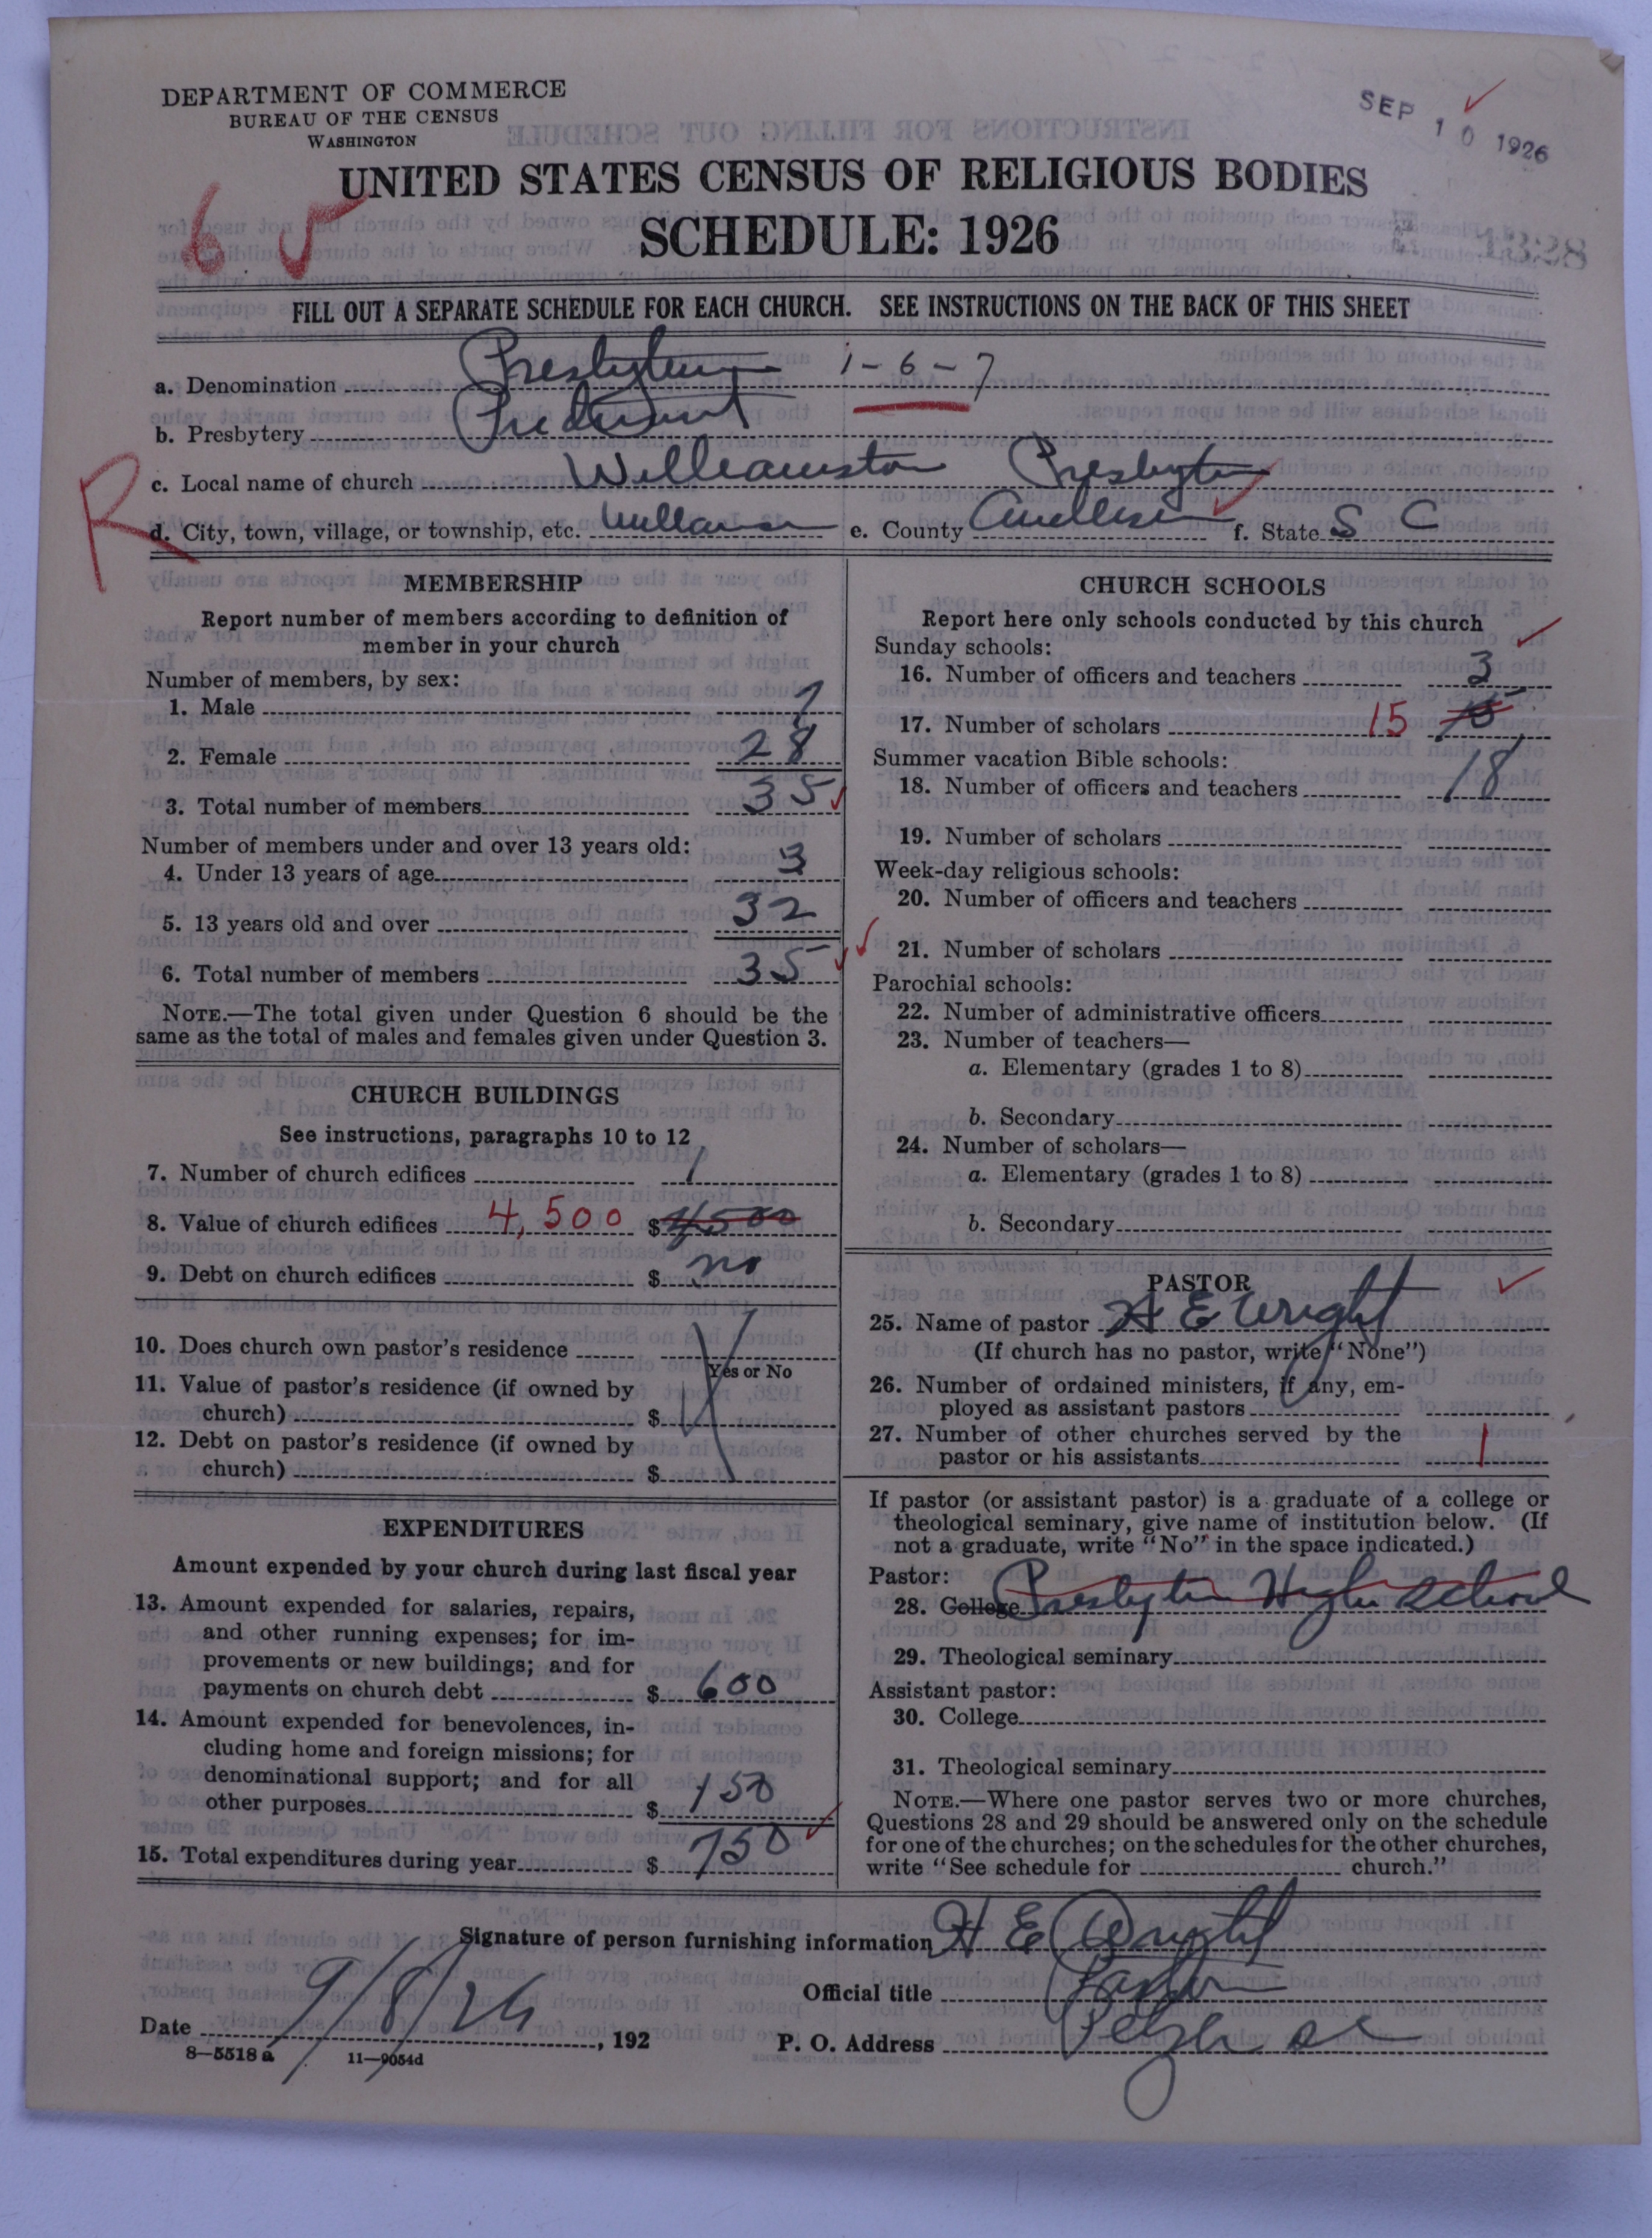 DEPARTMENT OF COMMERCE
BUREAU OF THE CENSUS
WASHINGTON
SEP 10 1926
UNITED STATES CENSUS OF RELIGIOUS BODIES
SCHEDULE: 1926
6
1328
FILL OUT A SEPARATE SCHEDULE FOR EACH CHURCH. SEE INSTRUCTIONS ON THE BACK OF THIS SHEET
a. Denomination 1-6-7
b. Presbytery Piedmont
R
c. Local name of church Williamston
d. City, town, village, or township, etc. e. County f. State S C
MEMBERSHIP
Report number of members according to definition of
member in your church
Number of members, by sex:
1. Male 7
2. Female 28
3. Total number of members 35
Number of members under and over 13 years old:
4. Under 13 years of age 3
5. 13 years old and over 32
6. Total number of members 35
NOTE.—The total given under Question 6 should be the
same as the total of males and females given under Question 3.
CHURCH BUILDINGS
See instructions, paragraphs 10 to 12
7. Number of church edifices 1
8. Value of church edifices 4,500 $ 4500
9. Debt on church edifices $ no
10. Does church own pastor's residence
Yes or No
11. Value of pastor's residence (if owned by
church) $
12. Debt on pastor's residence (if owned by
church) $
EXPENDITURES
Amount expended by your church during last fiscal year
13. Amount expended for salaries, repairs,
and other running expenses; for im-
provements or new buildings; and for
payments on church debt $ 600
14. Amount expended for benevolences, in-
cluding home and foreign missions; for
denominational support; and for all
other purposes $ 150
15. Total expenditures during year $ 750
CHURCH SCHOOLS
Report here only schools conducted by this church
Sunday schools:
16. Number of officers and teachers 3
17. Number of scholars 15
Summer vacation Bible schools:
18. Number of officers and teachers 18
19. Number of scholars
Week-day religious schools:
20. Number of officers and teachers
21. Number of scholars
Parochial schools:
22. Number of administrative officers
23. Number of teachers—
a. Elementary (grades 1 to 8)
b. Secondary
24. Number of scholars—
a. Elementary (grades 1 to 8)
b. Secondary
PASTOR
25. Name of pastor H E Wright
(If church has no pastor, write "None")
26. Number of ordained ministers, if any, em-
ployed as assistant pastors
27. Number of other churches served by the
pastor or his assistants 1
If pastor (or assistant pastor) is a graduate of a college or
theological seminary, give name of institution below. (If
not a graduate, write "No" in the space indicated.)
Pastor:
28. College High School
29. Theological seminary
Assistant pastor:
30. College
31. Theological seminary
NOTE.—Where one pastor serves two or more churches,
Questions 28 and 29 should be answered only on the schedule
for one of the churches; on the schedules for the other churches,
write "See schedule for church."
Signature of person furnishing information H E Wright
Official title Pastor
Date 9/8/26, 192
P. O. Address Pelzer SC
8—5518 a 11—9054d